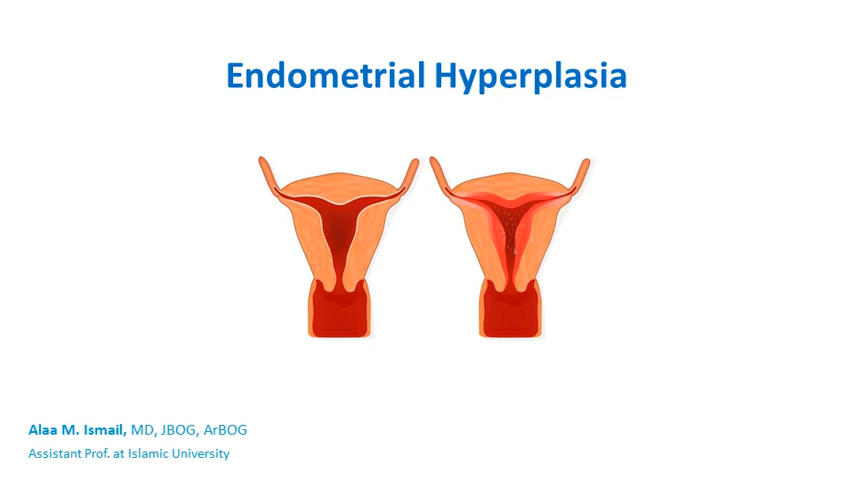 Endometrial Hyperplasia
Alaa M. Ismail, MD, JBOG, ArBOG
Assistant Prof. at Islamic University